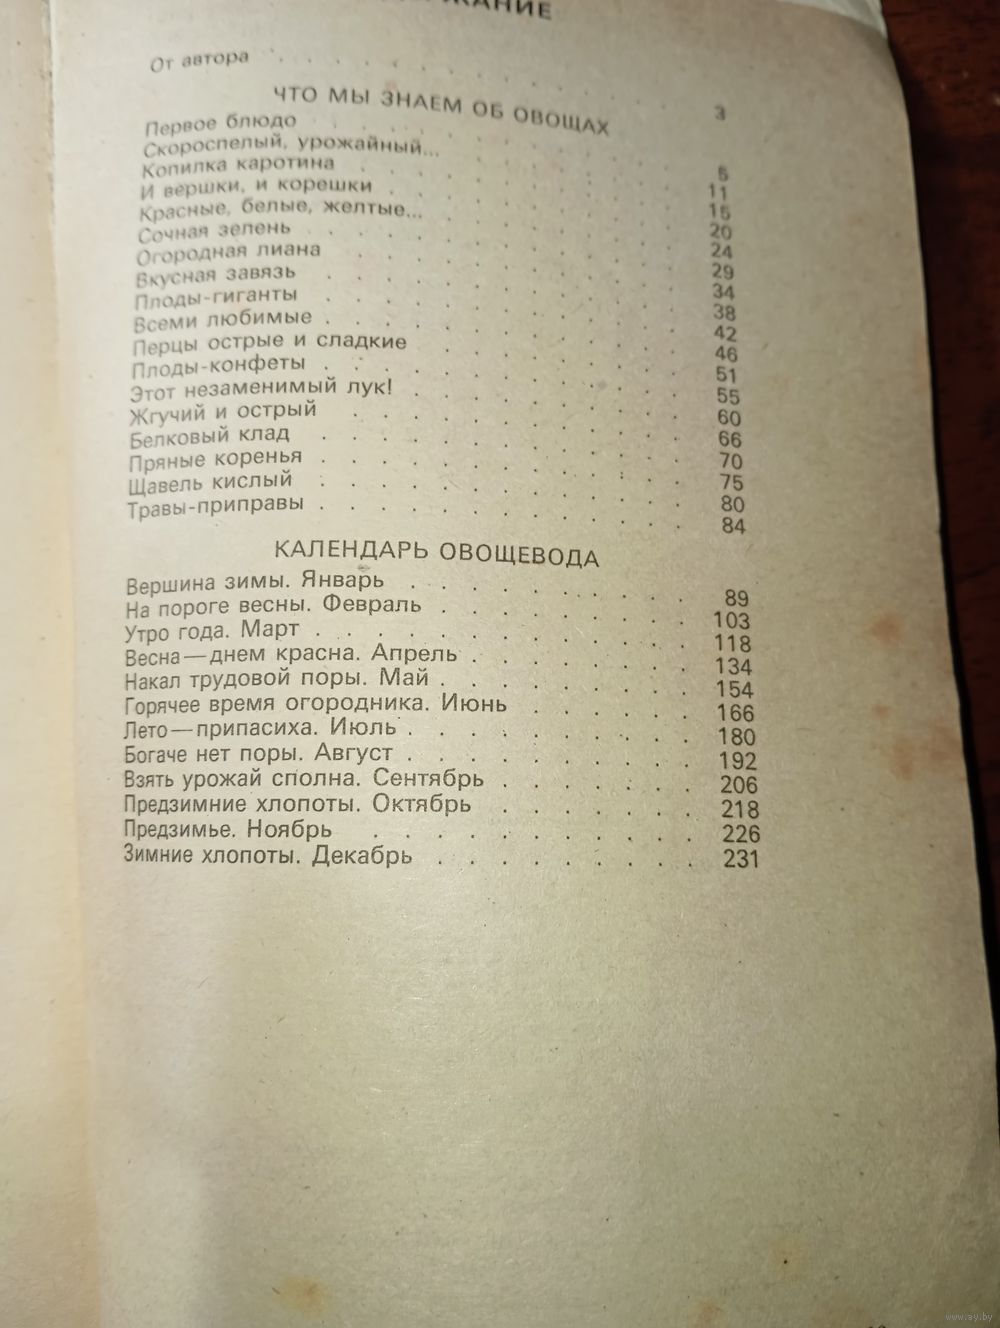 СОДЕРЖАНИЕ
От автора . . . . . . . . . . . . 3
ЧТО МЫ ЗНАЕМ ОБ ОВОЩАХ
Первое блюдо . . . . . . . . . . 5
Скороспелый, урожайный... . . . . . . 11
Копилка каротина . . . . . . . . . 15
И вершки, и корешки . . . . . . . . 20
Красные, белые, желтые... . . . . . . 24
Сочная зелень . . . . . . . . . . 29
Огородная лиана . . . . . . . . . 34
Вкусная завязь . . . . . . . . . . 38
Плоды-гиганты . . . . . . . . . . 42
Всеми любимые . . . . . . . . . . 46
Перцы острые и сладкие . . . . . . . 51
Плоды-конфеты . . . . . . . . . . 55
Этот незаменимый лук! . . . . . . . . 60
Жгучий и острый . . . . . . . . . 66
Белковый клад . . . . . . . . . . 70
Пряные коренья . . . . . . . . . . 75
Щавель кислый . . . . . . . . . . 80
Травы-приправы . . . . . . . . . . 84
КАЛЕНДАРЬ ОВОЩЕВОДА
Вершина зимы. Январь . . . . . . . . 89
На пороге весны. Февраль . . . . . . . 103
Утро года. Март . . . . . . . . . . 118
Весна—днем красна. Апрель . . . . . . 134
Накал трудовой поры. Май . . . . . . . 154
Горячее время огородника. Июнь . . . . . 166
Лето—припасиха. Июль . . . . . . . . 180
Богаче нет поры. Август . . . . . . . . 192
Взять урожай сполна. Сентябрь . . . . . 206
Предзимние хлопоты. Октябрь . . . . . . 218
Предзимье. Ноябрь . . . . . . . . . 226
Зимние хлопоты. Декабрь . . . . . . . 231
www.ay.by